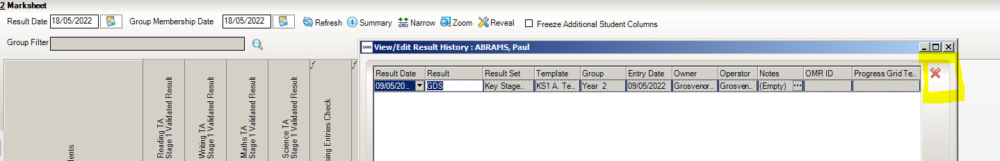 2 Marksheet
Result Date 18/05/2022 Group Membership Date 18/05/2022 Refresh Summary Narrow Zoom Reveal Freeze Additional Student Columns
Group Filter
SIMS View/Edit Result History : ABRAMS, Paul
Result Date Result Result Set Template Group Entry Date Owner Operator Notes OMR ID Progress Grid Te...
09/05/20... GDS Key Stage... KS1 A. Te... Year 2 09/05/2022 Grosvenor... Grosven... (Empty) ...
dents
Reading TA
Stage 1 Validated Result
Writing TA
Stage 1 Validated Result
Maths TA
Stage 1 Validated Result
Science TA
Stage 1 Validated Result
sing Entries Check